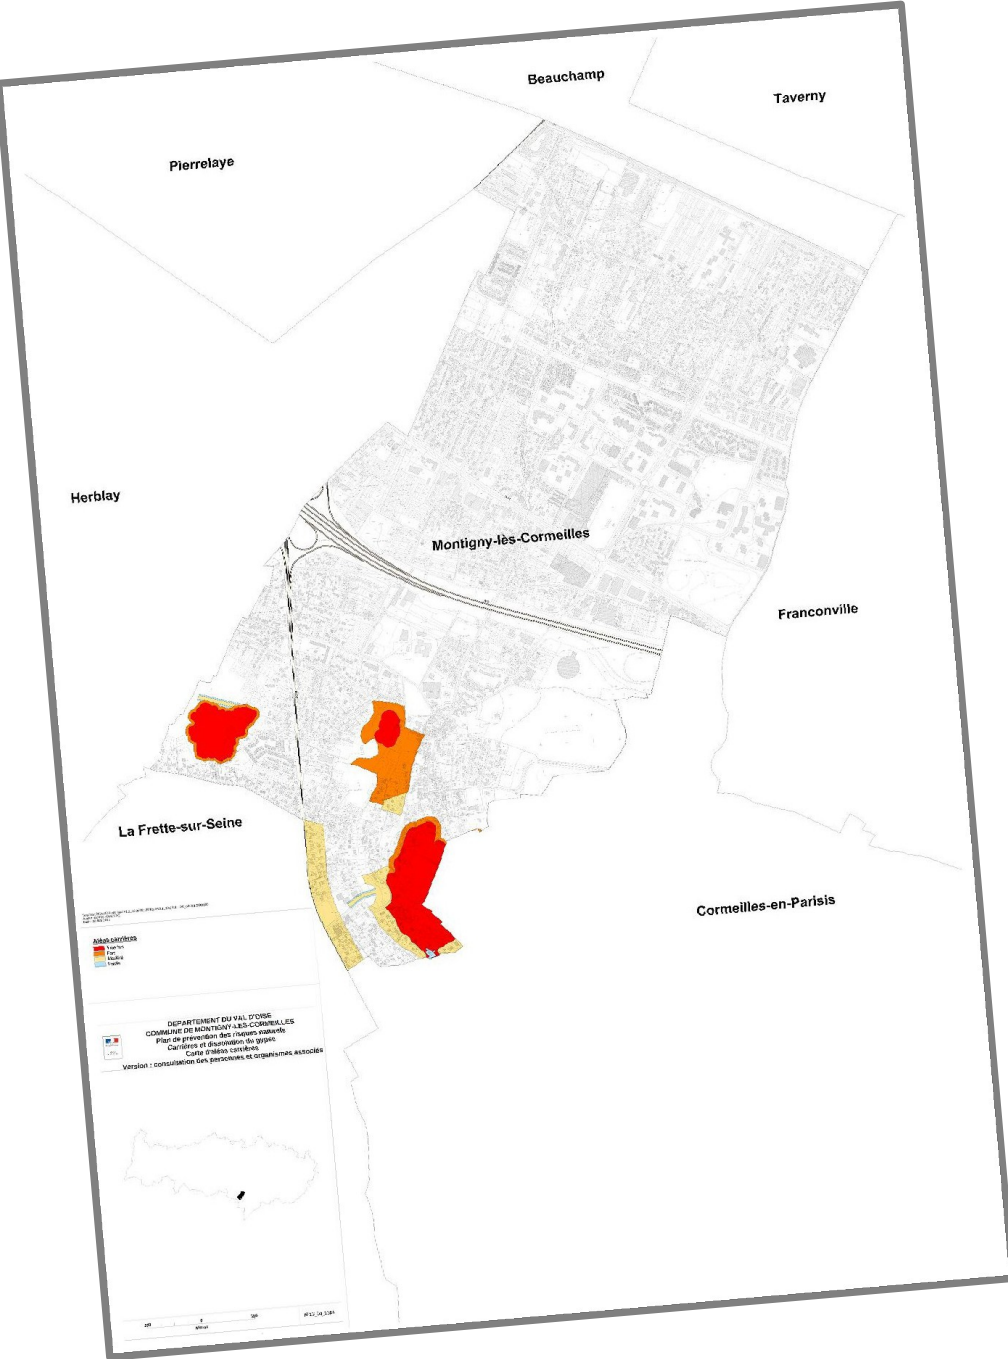 Beauchamp
Taverny
Pierrelaye
Herblay
Montigny-lès-Cormeilles
Franconville
La Frette-sur-Seine
Cormeilles-en-Parisis
Aléas carrières
Fort
DEPARTEMENT DU VAL D'OISE
COMMUNE DE MONTIGNY-LES-CORMEILLES
Plan de prévention des risques naturels
Carrières et dissolution du gypse
Carte d'aléas carrières
Version : consultation des personnes et organismes associés